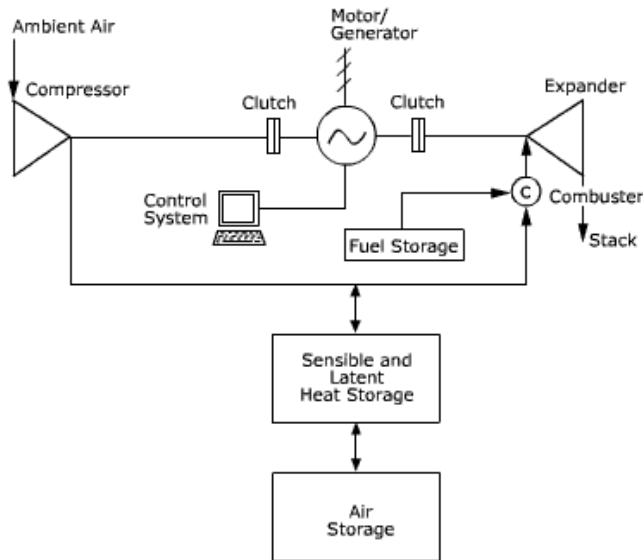 Ambient Air
Motor/
Generator
Compressor
Clutch
Clutch
Expander
Control
System
C
Combuster
Fuel Storage
Stack
Sensible and
Latent
Heat Storage
Air
Storage